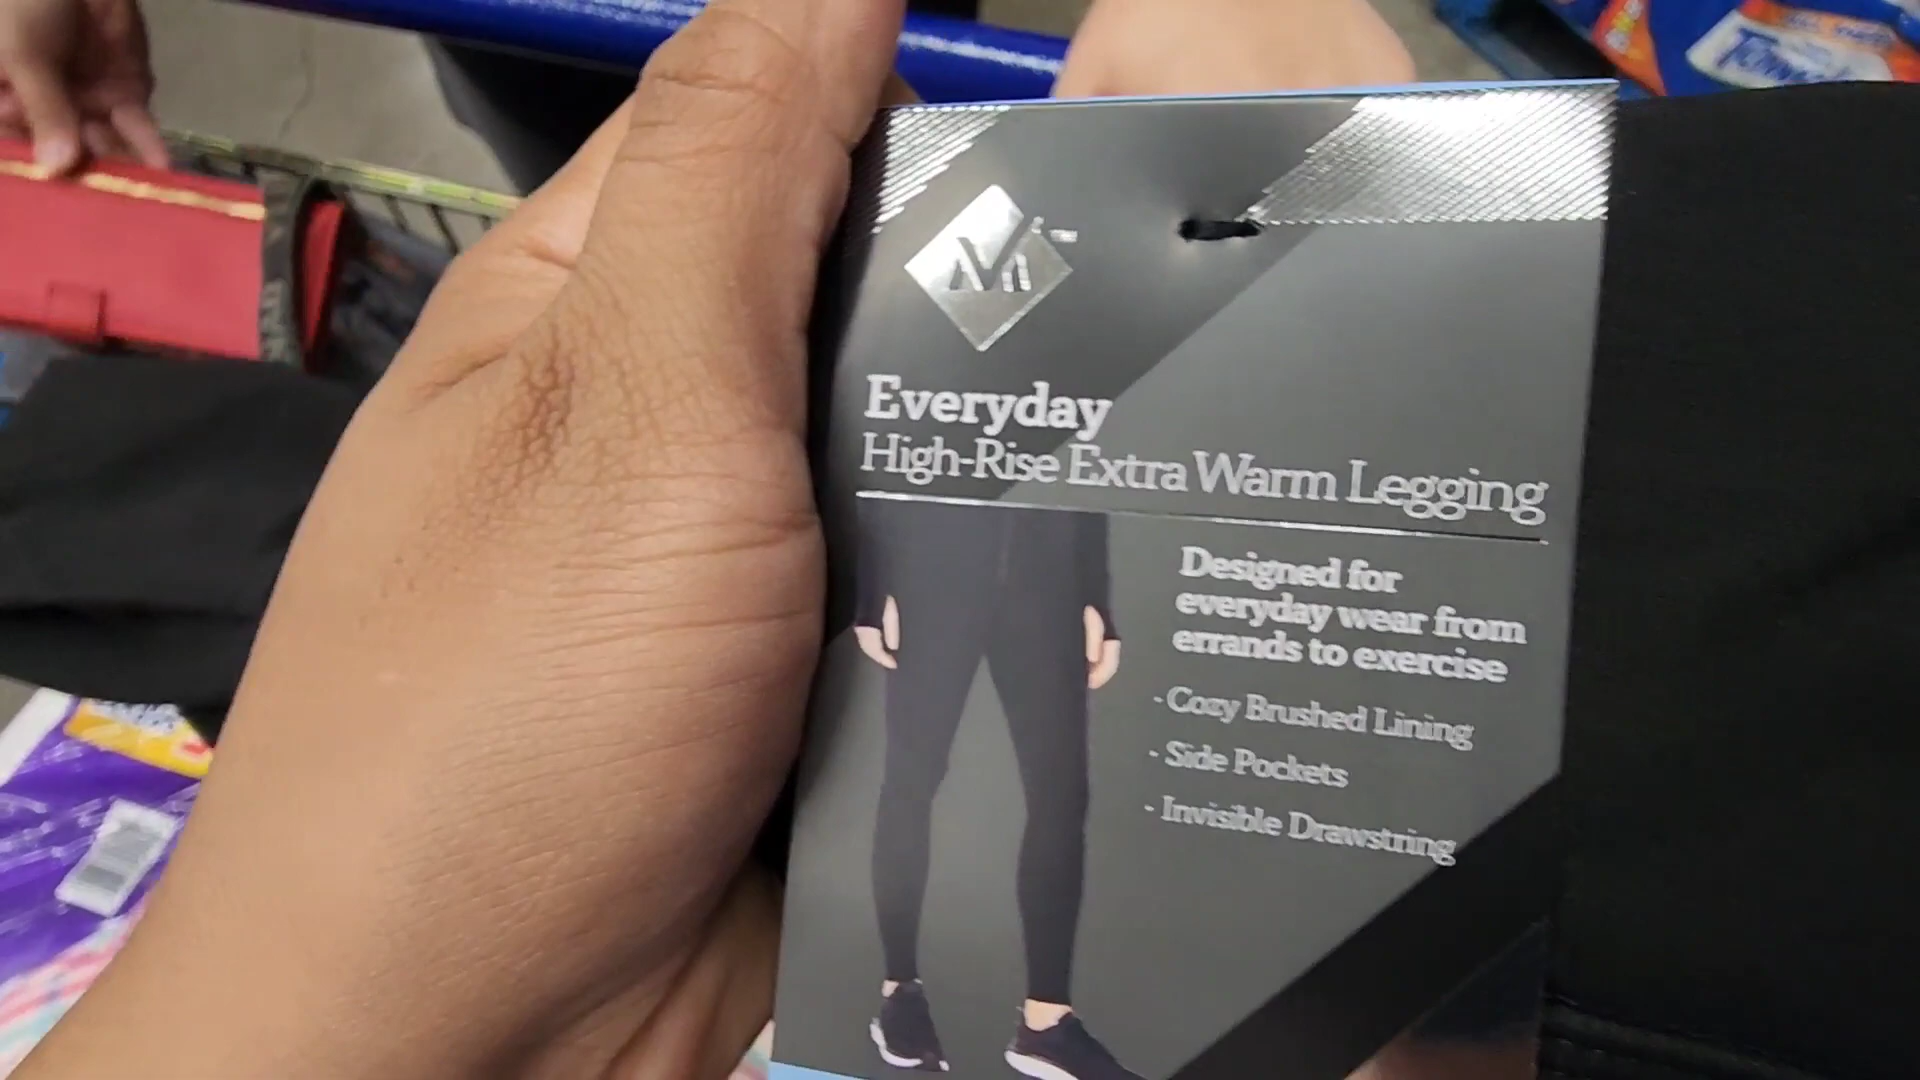 Everyday
High-Rise Extra Warm Legging
Designed for
everyday wear from
errands to exercise
- Cozy Brushed Lining
- Side Pockets
- Invisible Drawstring